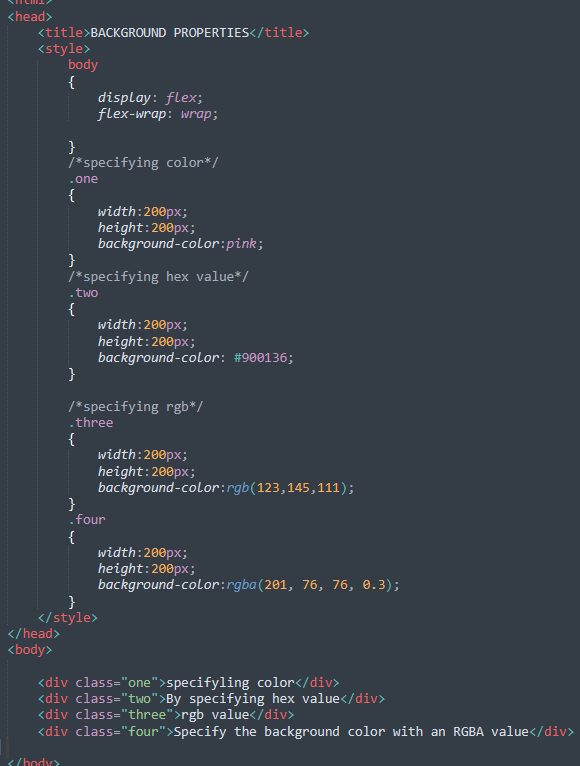 <html>
<head>
<title>BACKGROUND PROPERTIES</title>
<style>
body
{
display: flex;
flex-wrap: wrap;
}
/*specifying color*/
.one
{
width:200px;
height:200px;
background-color:pink;
}
/*specifying hex value*/
.two
{
width:200px;
height:200px;
background-color: #900136;
}
/*specifying rgb*/
.three
{
width:200px;
height:200px;
background-color:rgb(123,145,111);
}
.four
{
width:200px;
height:200px;
background-color:rgba(201, 76, 76, 0.3);
}
</style>
</head>
<body>
<div class="one">specifyling color</div>
<div class="two">By specifying hex value</div>
<div class="three">rgb value</div>
<div class="four">Specify the background color with an RGBA value</div>
</body>